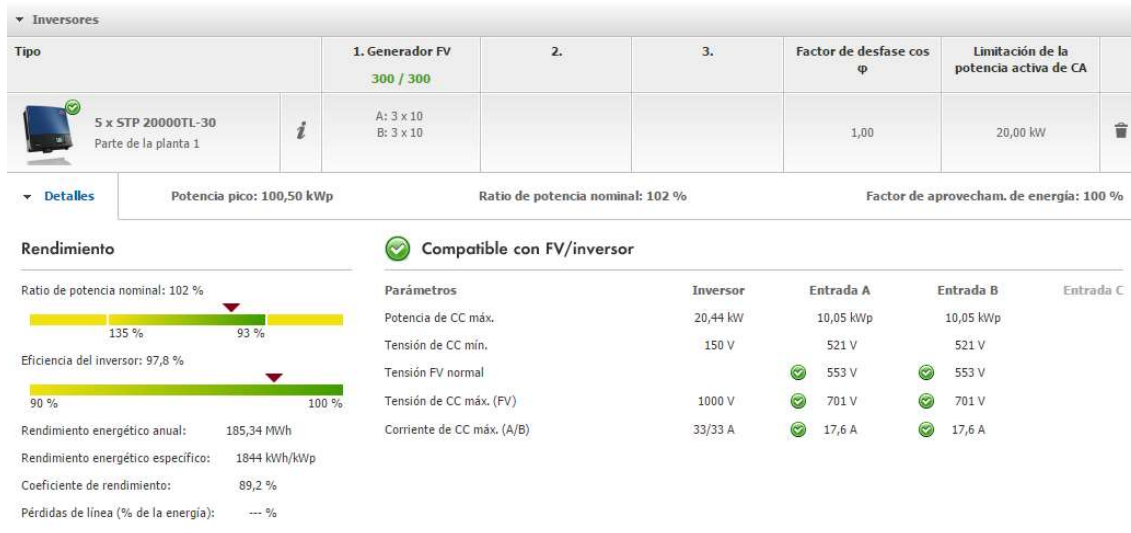 Inversores
Tipo 1. Generador FV 2. 3. Factor de desfase cos φ Limitación de la potencia activa de CA
300 / 300
5 x STP 20000TL-30 i A: 3 x 10 1,00 20,00 kW
Parte de la planta 1 B: 3 x 10
Detalles Potencia pico: 100,50 kWp Ratio de potencia nominal: 102 % Factor de aprovecham. de energía: 100 %
Rendimiento Compatible con FV/inversor
Ratio de potencia nominal: 102 % Parámetros Inversor Entrada A Entrada B Entrada C
135 % 93 % Potencia de CC máx. 20,44 kW 10,05 kWp 10,05 kWp
Tensión de CC mín. 150 V 521 V 521 V
Eficiencia del inversor: 97,8 % Tensión FV normal 553 V 553 V
90 % 100 % Tensión de CC máx. (FV) 1000 V 701 V 701 V
Rendimiento energético anual: 185,34 MWh Corriente de CC máx. (A/B) 33/33 A 17,6 A 17,6 A
Rendimiento energético específico: 1844 kWh/kWp
Coeficiente de rendimiento: 89,2 %
Pérdidas de línea (% de la energía): --- %